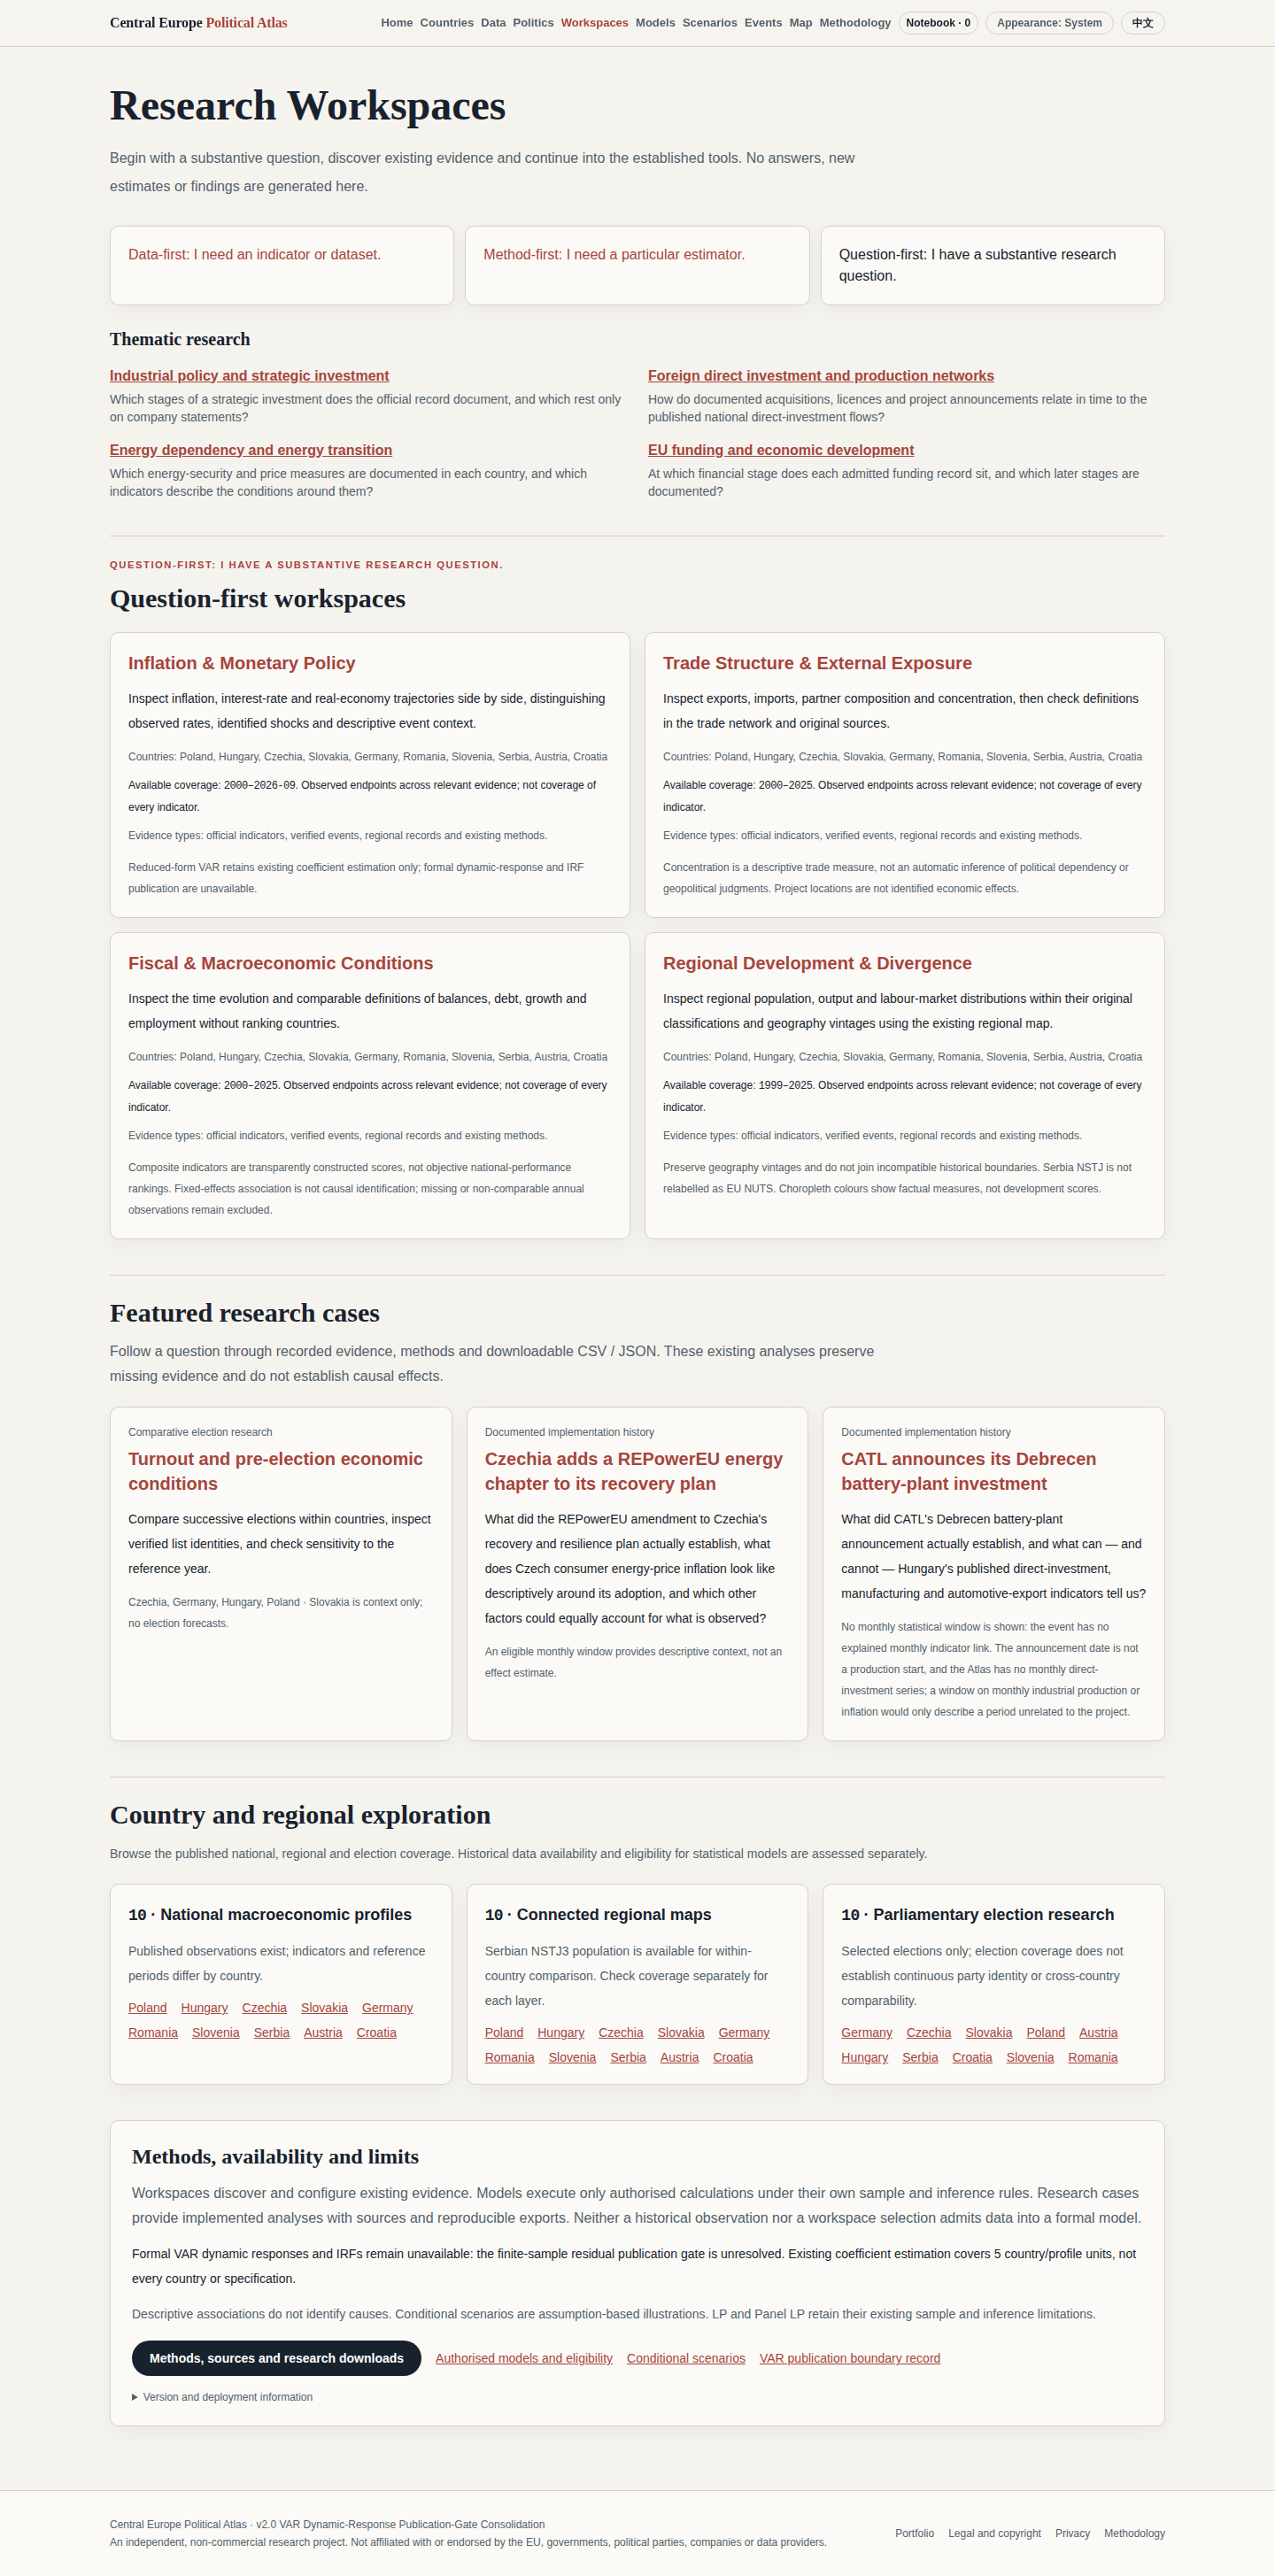 Central Europe Political Atlas
Home Countries Data Politics Workspaces Models Scenarios Events Map Methodology Notebook · 0 Appearance: System 中文
Research Workspaces
Begin with a substantive question, discover existing evidence and continue into the established tools. No answers, new
estimates or findings are generated here.
Data-first: I need an indicator or dataset.
Method-first: I need a particular estimator.
Question-first: I have a substantive research
question.
Thematic research
Industrial policy and strategic investment
Which stages of a strategic investment does the official record document, and which rest only
on company statements?
Foreign direct investment and production networks
How do documented acquisitions, licences and project announcements relate in time to the
published national direct-investment flows?
Energy dependency and energy transition
Which energy-security and price measures are documented in each country, and which
indicators describe the conditions around them?
EU funding and economic development
At which financial stage does each admitted funding record sit, and which later stages are
documented?
QUESTION-FIRST: I HAVE A SUBSTANTIVE RESEARCH QUESTION.
Question-first workspaces
Inflation & Monetary Policy
Inspect inflation, interest-rate and real-economy trajectories side by side, distinguishing
observed rates, identified shocks and descriptive event context.
Countries: Poland, Hungary, Czechia, Slovakia, Germany, Romania, Slovenia, Serbia, Austria, Croatia
Available coverage: 2000–2026-09. Observed endpoints across relevant evidence; not coverage of
every indicator.
Evidence types: official indicators, verified events, regional records and existing methods.
Reduced-form VAR retains existing coefficient estimation only; formal dynamic-response and IRF
publication are unavailable.
Trade Structure & External Exposure
Inspect exports, imports, partner composition and concentration, then check definitions
in the trade network and original sources.
Countries: Poland, Hungary, Czechia, Slovakia, Germany, Romania, Slovenia, Serbia, Austria, Croatia
Available coverage: 2000–2025. Observed endpoints across relevant evidence; not coverage of every
indicator.
Evidence types: official indicators, verified events, regional records and existing methods.
Concentration is a descriptive trade measure, not an automatic inference of political dependency or
geopolitical judgments. Project locations are not identified economic effects.
Fiscal & Macroeconomic Conditions
Inspect the time evolution and comparable definitions of balances, debt, growth and
employment without ranking countries.
Countries: Poland, Hungary, Czechia, Slovakia, Germany, Romania, Slovenia, Serbia, Austria, Croatia
Available coverage: 2000–2025. Observed endpoints across relevant evidence; not coverage of every
indicator.
Evidence types: official indicators, verified events, regional records and existing methods.
Composite indicators are transparently constructed scores, not objective national-performance
rankings. Fixed-effects association is not causal identification; missing or non-comparable annual
observations remain excluded.
Regional Development & Divergence
Inspect regional population, output and labour-market distributions within their original
classifications and geography vintages using the existing regional map.
Countries: Poland, Hungary, Czechia, Slovakia, Germany, Romania, Slovenia, Serbia, Austria, Croatia
Available coverage: 1999–2025. Observed endpoints across relevant evidence; not coverage of every
indicator.
Evidence types: official indicators, verified events, regional records and existing methods.
Preserve geography vintages and do not join incompatible historical boundaries. Serbia NSTJ is not
relabelled as EU NUTS. Choropleth colours show factual measures, not development scores.
Featured research cases
Follow a question through recorded evidence, methods and downloadable CSV / JSON. These existing analyses preserve
missing evidence and do not establish causal effects.
Comparative election research
Turnout and pre-election economic
conditions
Compare successive elections within countries, inspect
verified list identities, and check sensitivity to the
reference year.
Czechia, Germany, Hungary, Poland · Slovakia is context only;
no election forecasts.
Documented implementation history
Czechia adds a REPowerEU energy
chapter to its recovery plan
What did the REPowerEU amendment to Czechia's
recovery and resilience plan actually establish, what
does Czech consumer energy-price inflation look like
descriptively around its adoption, and which other
factors could equally account for what is observed?
An eligible monthly window provides descriptive context, not an
effect estimate.
Documented implementation history
CATL announces its Debrecen
battery-plant investment
What did CATL's Debrecen battery-plant
announcement actually establish, and what can — and
cannot — Hungary's published direct-investment,
manufacturing and automotive-export indicators tell us?
No monthly statistical window is shown: the event has no
explained monthly indicator link. The announcement date is not
a production start, and the Atlas has no monthly direct-
investment series; a window on monthly industrial production or
inflation would only describe a period unrelated to the project.
Country and regional exploration
Browse the published national, regional and election coverage. Historical data availability and eligibility for statistical models are assessed separately.
10 · National macroeconomic profiles
Published observations exist; indicators and reference
periods differ by country.
Poland Hungary Czechia Slovakia Germany
Romania Slovenia Serbia Austria Croatia
10 · Connected regional maps
Serbian NSTJ3 population is available for within-
country comparison. Check coverage separately for
each layer.
Poland Hungary Czechia Slovakia Germany
Romania Slovenia Serbia Austria Croatia
10 · Parliamentary election research
Selected elections only; election coverage does not
establish continuous party identity or cross-country
comparability.
Germany Czechia Slovakia Poland Austria
Hungary Serbia Croatia Slovenia Romania
Methods, availability and limits
Workspaces discover and configure existing evidence. Models execute only authorised calculations under their own sample and inference rules. Research cases
provide implemented analyses with sources and reproducible exports. Neither a historical observation nor a workspace selection admits data into a formal model.
Formal VAR dynamic responses and IRFs remain unavailable: the finite-sample residual publication gate is unresolved. Existing coefficient estimation covers 5 country/profile units, not
every country or specification.
Descriptive associations do not identify causes. Conditional scenarios are assumption-based illustrations. LP and Panel LP retain their existing sample and inference limitations.
Methods, sources and research downloads Authorised models and eligibility Conditional scenarios VAR publication boundary record
▶ Version and deployment information
Central Europe Political Atlas · v2.0 VAR Dynamic-Response Publication-Gate Consolidation
An independent, non-commercial research project. Not affiliated with or endorsed by the EU, governments, political parties, companies or data providers.
Portfolio Legal and copyright Privacy Methodology